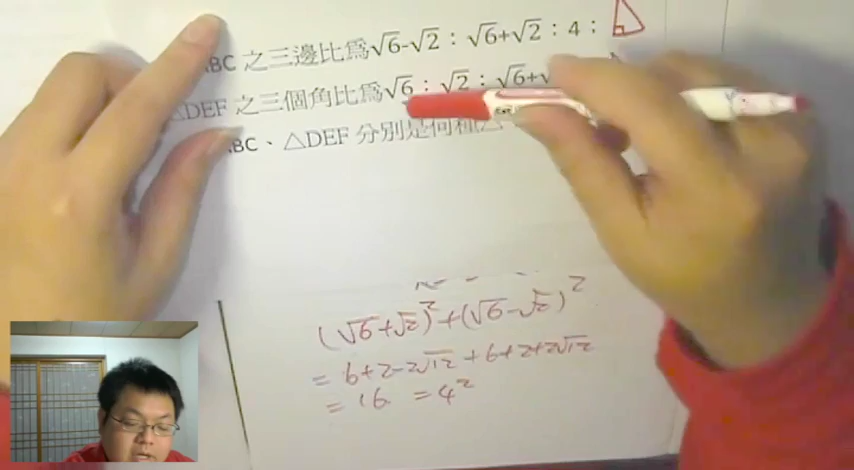 BC 之三邊比為√6-√2：√6+√2：4：
△DEF 之三個角比為√6：√2：√6+√
BC、△DEF 分別是何種△
(√6+√2)²+(√6-√2)²
= 6+2-2√12 + 6+2+2√12
= 16 = 4²